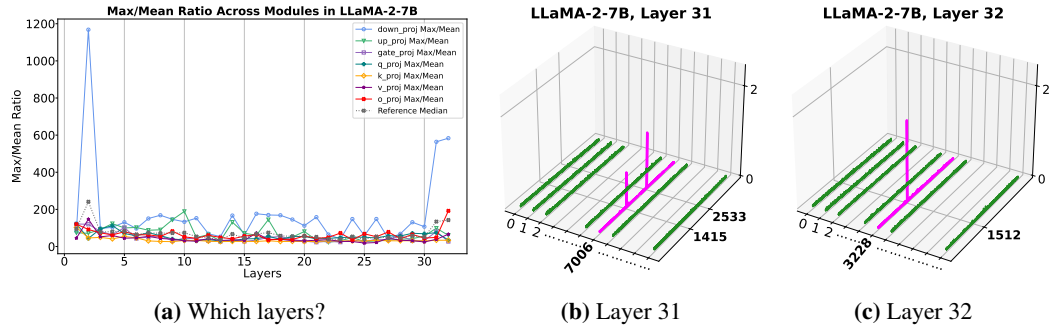 Max/Mean Ratio Across Modules in LLaMA-2-7B
1200
1000
800
600
400
200
0
Max/Mean Ratio
0 5 10 15 20 25 30
Layers
down_proj Max/Mean
up_proj Max/Mean
gate_proj Max/Mean
q_proj Max/Mean
k_proj Max/Mean
v_proj Max/Mean
o_proj Max/Mean
Reference Median
(a) Which layers?
LLaMA-2-7B, Layer 31
2
0
0 1 2 ..........
7006
..........
2533
1415
(b) Layer 31
LLaMA-2-7B, Layer 32
2
0
0 1 2 ..........
3228
..........
1512
(c) Layer 32